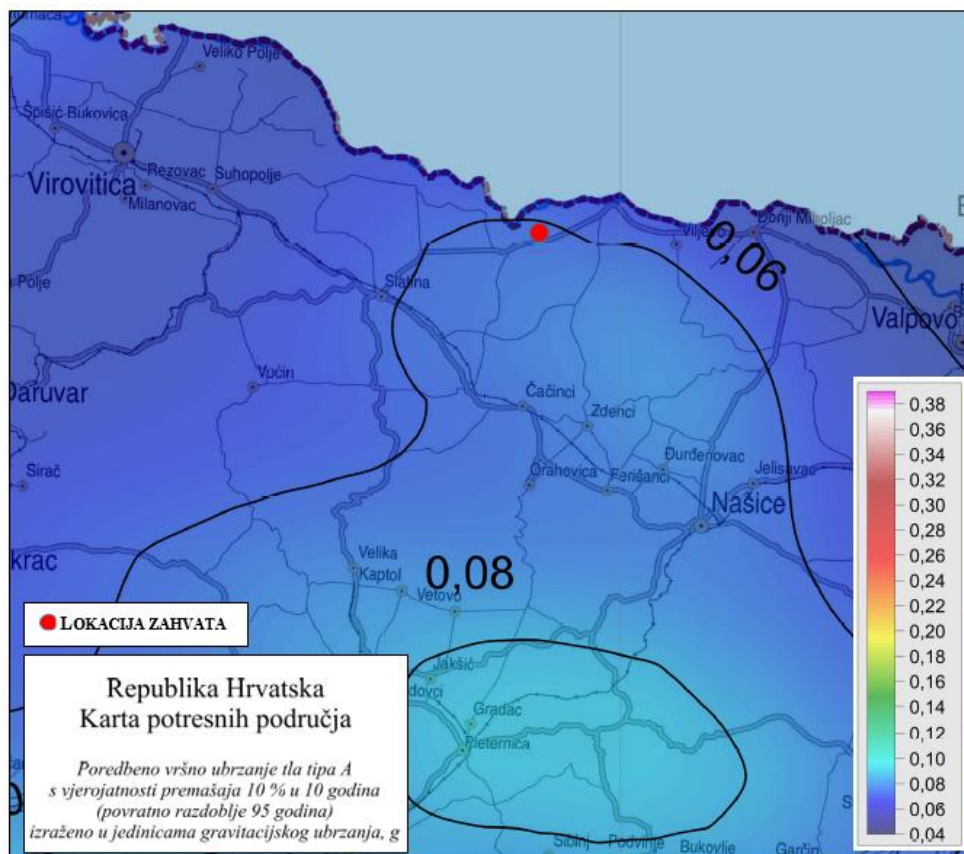 Veliko Polje
Špišić Bukovica
Virovitica
Rezovac
Suhopolje
Milanovac
Polje
Slatina
Viljevo
Donji Miholjac
0,06
Valpovo
Daruvar
Voćin
Čačinci
Zdenci
Sirač
Orahovica
Feričanci
Đurđenovac
Jelisavac
Našice
krac
Velika
Kaptol
0,08
Vetovo
Jakšić
dovci
Gradac
Pleternica
Sibinj
Podvinje
Bukovlje
Garčin
LOKACIJA ZAHVATA
Republika Hrvatska
Karta potresnih područja
Poredbeno vršno ubrzanje tla tipa A
s vjerojatnosti premašaja 10 % u 10 godina
(povratno razdoblje 95 godina)
izraženo u jedinicama gravitacijskog ubrzanja, g
0,38
0,36
0,33
0,30
0,28
0,26
0,24
0,22
0,20
0,18
0,16
0,14
0,12
0,10
0,08
0,06
0,04